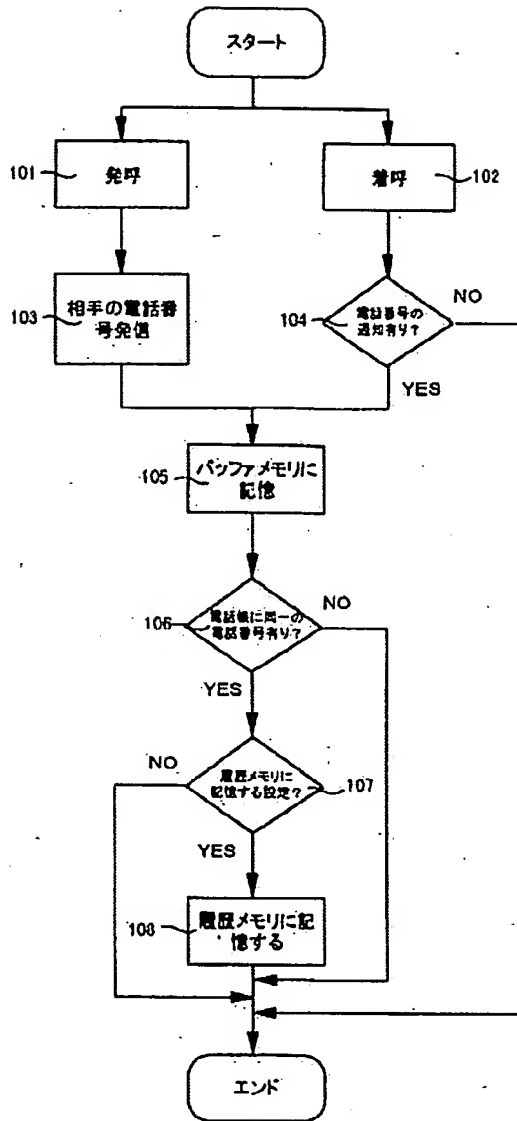 スタート
101
発呼
着呼
102
103
相手の電話番
号発信
104
電話番号の
通知有り?
NO
YES
105
バッファメモリに
記憶
106
電話帳に同一の
電話番号有り?
NO
YES
NO
履歴メモリに
記憶する設定?
107
YES
108
履歴メモリに記
憶する
エンド